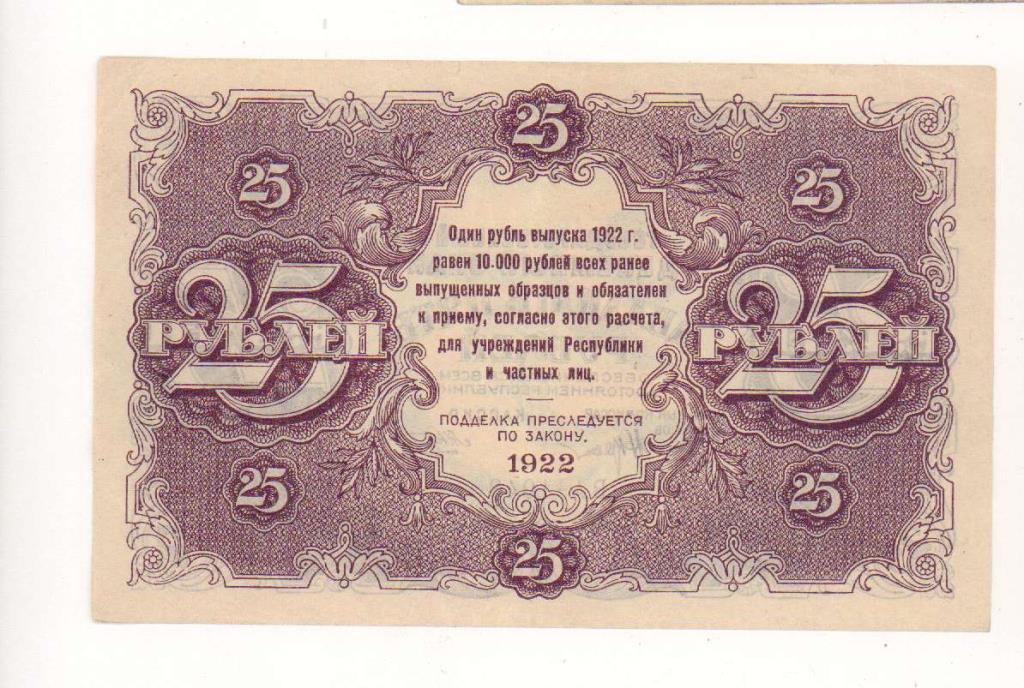 25
25
25
25
РУБЛЕЙ
Один рубль выпуска 1922 г.
равен 10.000 рублей всех ранее
выпущенных образцов и обязателен
к приему, согласно этого расчета,
для учреждений Республики
и частных лиц.
ПОДДЕЛКА ПРЕСЛЕДУЕТСЯ
ПО ЗАКОНУ.
1922
25
РУБЛЕЙ
25
25
25